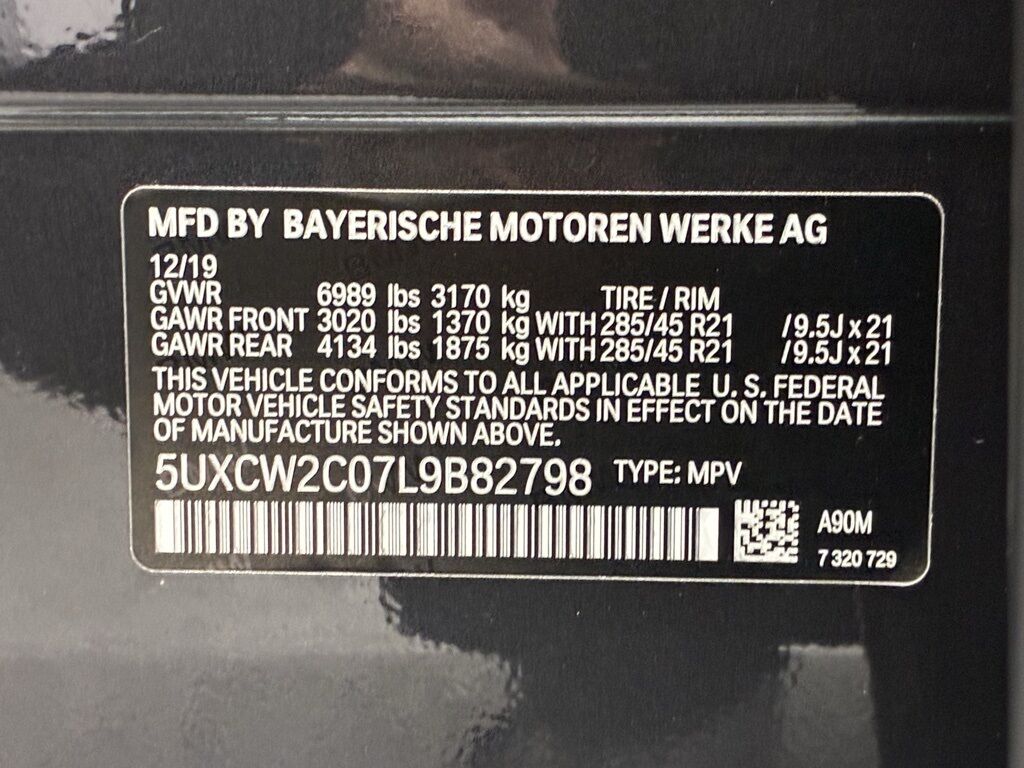 MFD BY BAYERISCHE MOTOREN WERKE AG
12/19
GVWR 6989 lbs 3170 kg TIRE / RIM
GAWR FRONT 3020 lbs 1370 kg WITH 285/45 R21 /9.5J x 21
GAWR REAR 4134 lbs 1875 kg WITH 285/45 R21 /9.5J x 21
THIS VEHICLE CONFORMS TO ALL APPLICABLE U. S. FEDERAL
MOTOR VEHICLE SAFETY STANDARDS IN EFFECT ON THE DATE
OF MANUFACTURE SHOWN ABOVE.
5UXCW2C07L9B82798 TYPE: MPV
A90M
7 320 729